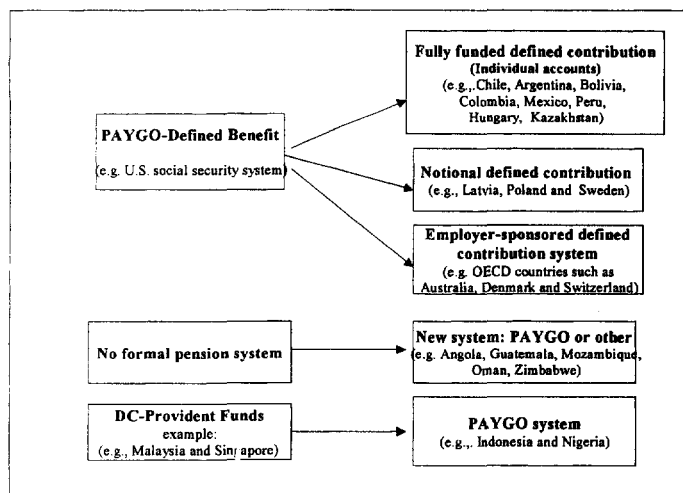 Fully funded defined contribution
(Individual accounts)
(e.g.,.Chile, Argentina, Bolivia,
Colombia, Mexico, Peru,
Hungary, Kazakhstan)
PAYGO-Defined Benefit
(e.g. U.S. social security system)
Notional defined contribution
(e.g., Latvia, Poland and Sweden)
Employer-sponsored defined
contribution system
(e.g. OECD countries such as
Australia, Denmark and Switzerland)
No formal pension system
New system: PAYGO or other
(e.g. Angola, Guatemala, Mozambique,
Oman, Zimbabwe)
DC-Provident Funds
example:
(e.g., Malaysia and Singapore)
PAYGO system
(e.g.,. Indonesia and Nigeria)